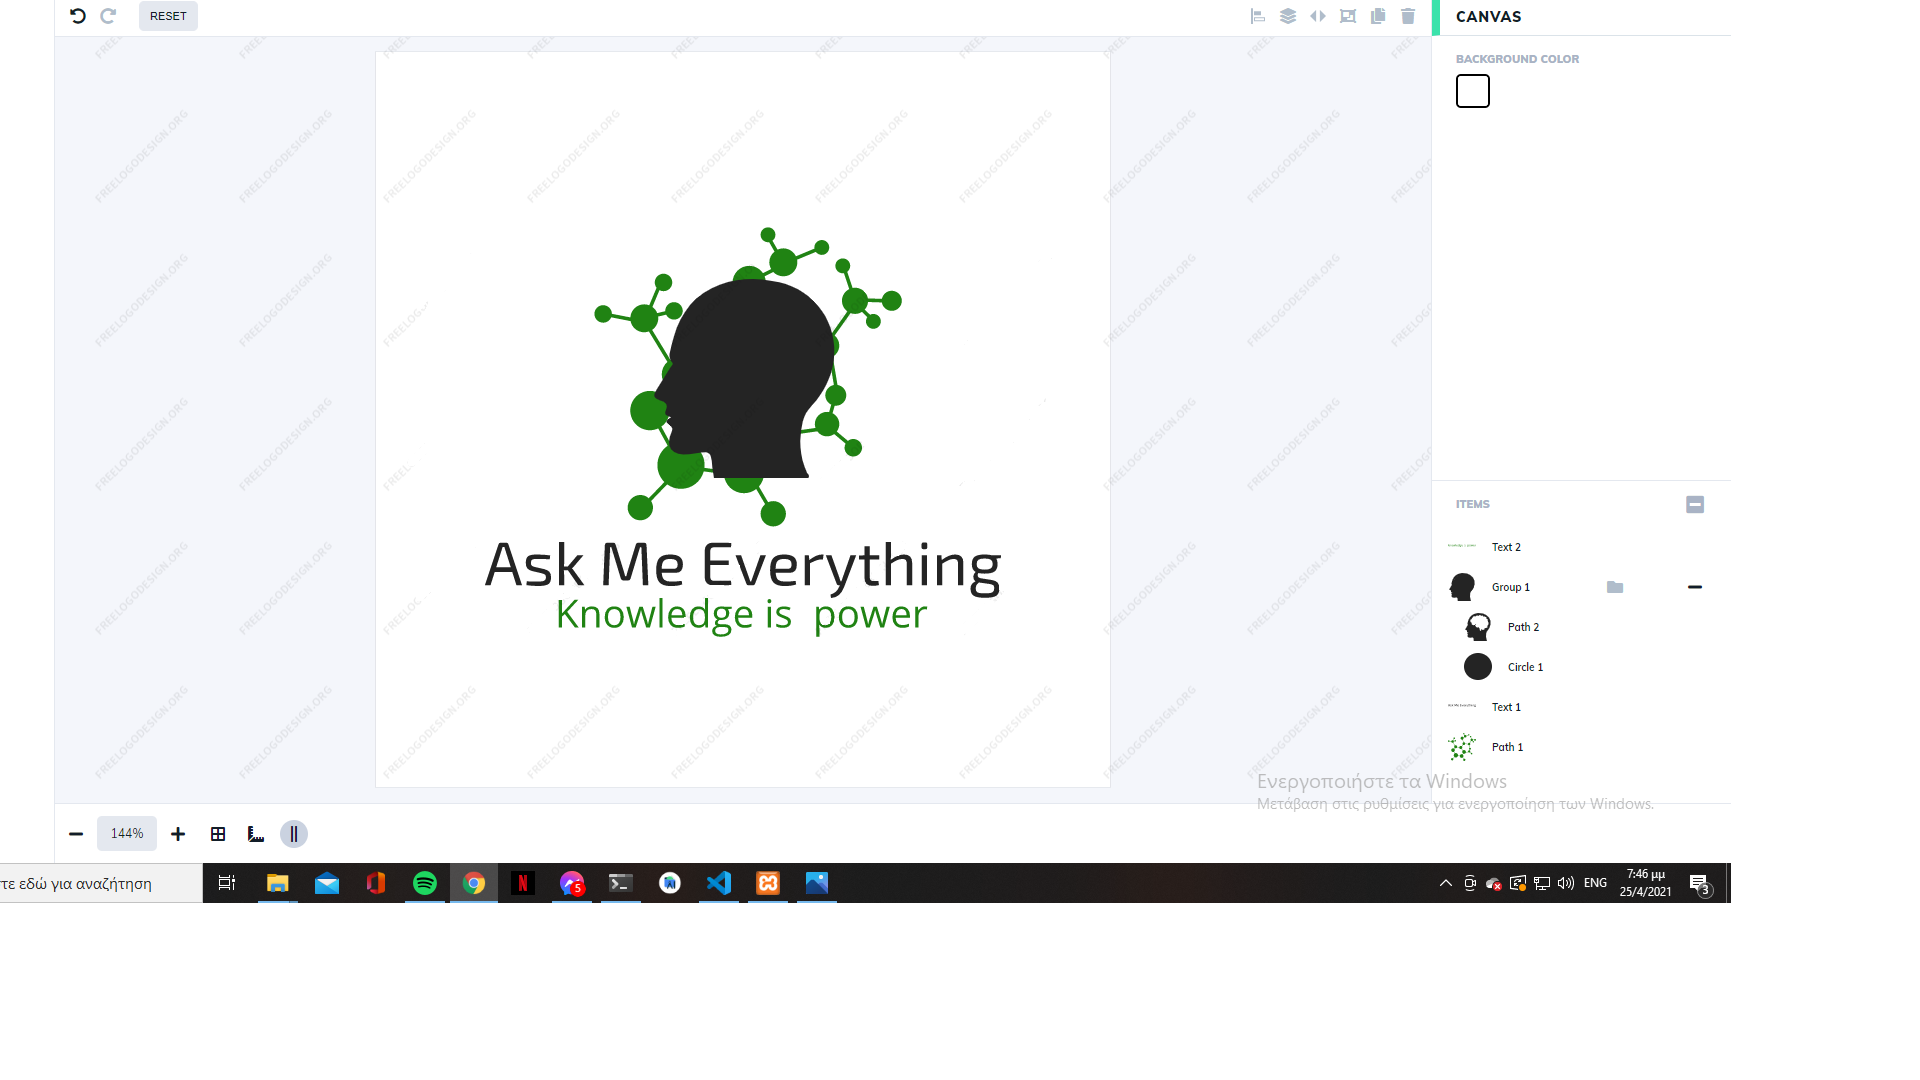 RESET
CANVAS
BACKGROUND COLOR
FREELOGODESIGN.ORG
Ask Me Everything
Knowledge is power
ITEMS
Text 2
Group 1
Path 2
Circle 1
Text 1
Path 1
Ενεργοποιήστε τα Windows
Μετάβαση στις ρυθμίσεις για ενεργοποίηση των Windows.
144%
τε εδώ για αναζήτηση
5
ENG
7:46 μμ
25/4/2021
3